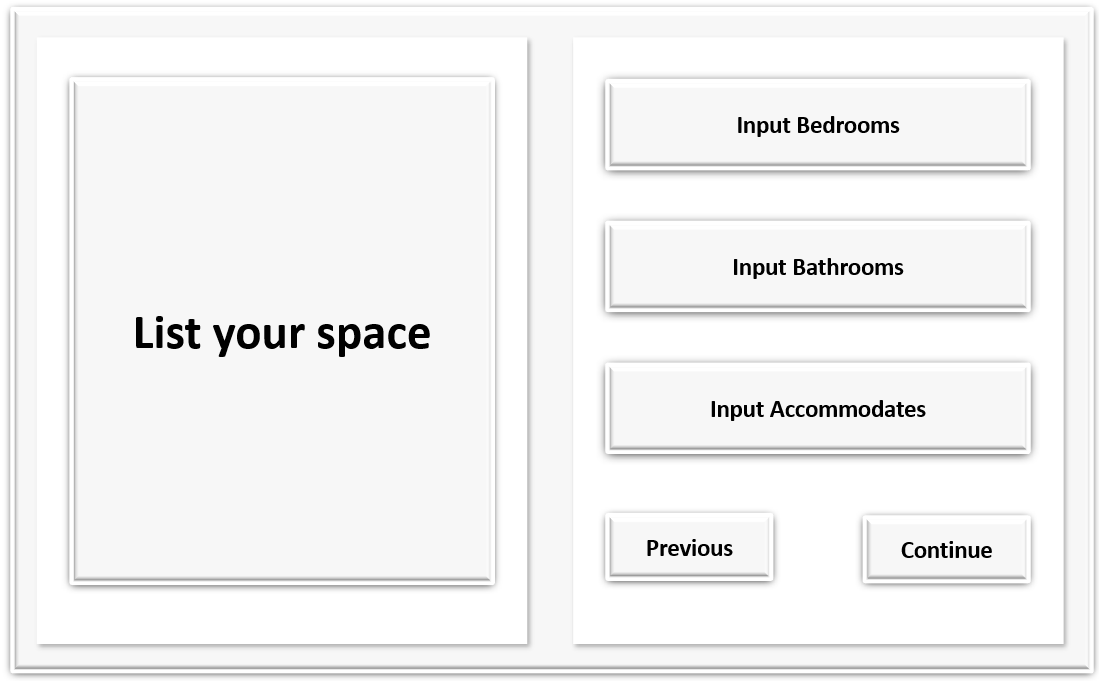 List your space
Input Bedrooms
Input Bathrooms
Input Accommodates
Previous
Continue